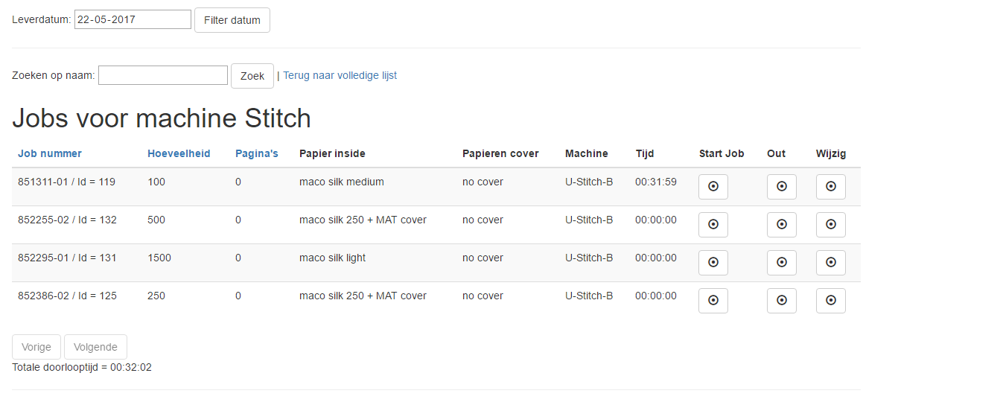 Leverdatum: 22-05-2017 Filter datum
Zoeken op naam: Zoek | Terug naar volledige lijst
Jobs voor machine Stitch
Job nummer Hoeveelheid Pagina's Papier inside Papieren cover Machine Tijd Start Job Out Wijzig
851311-01 / Id = 119 100 0 maco silk medium no cover U-Stitch-B 00:31:59
852255-02 / Id = 132 500 0 maco silk 250 + MAT cover no cover U-Stitch-B 00:00:00
852295-01 / Id = 131 1500 0 maco silk light no cover U-Stitch-B 00:00:00
852386-02 / Id = 125 250 0 maco silk 250 + MAT cover no cover U-Stitch-B 00:00:00
Vorige Volgende
Totale doorlooptijd = 00:32:02